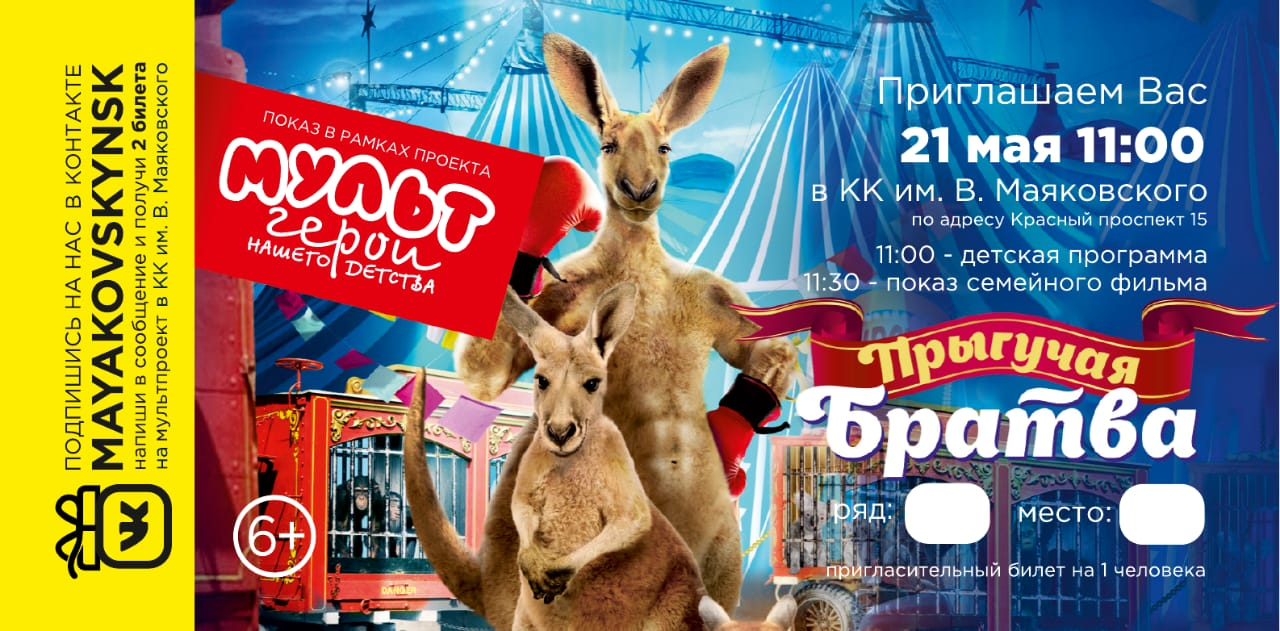 ПОДПИШИСЬ НА НАС В КОНТАКТЕ
MAYAKOVSKYNSK
напиши в сообщение и получи 2 билета
на мультпроект в КК им. В. Маяковского
ПОКАЗ В РАМКАХ ПРОЕКТА
МУЛЬТ
герои
НАШЕГО ДЕТСТВА
6+
Приглашаем Вас
21 мая 11:00
в КК им. В. Маяковского
по адресу Красный проспект 15
11:00 - детская программа
11:30 - показ семейного фильма
Прыгучая
Братва
ряд:
место:
пригласительный билет на 1 человека
DANGER